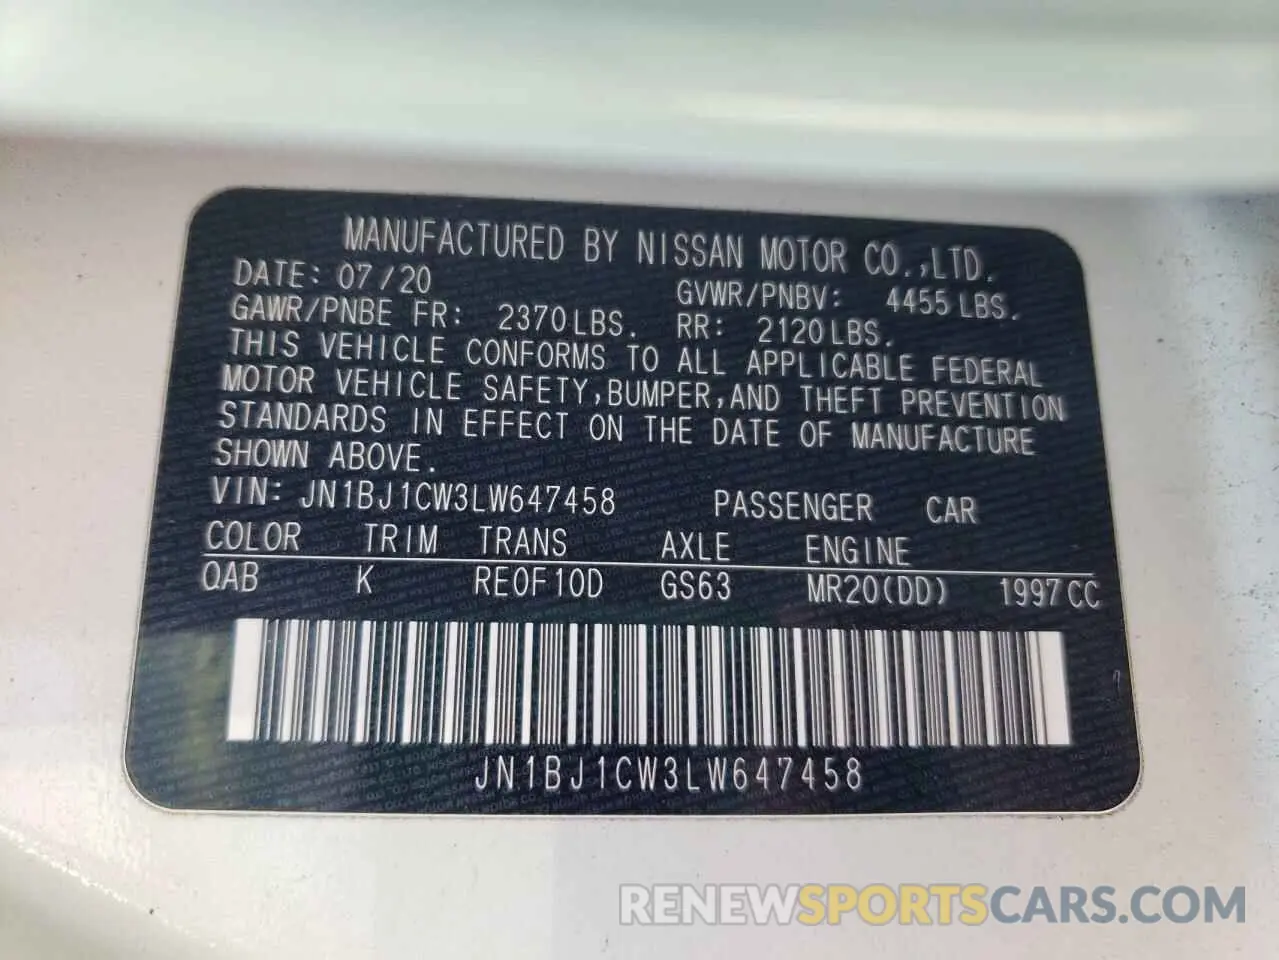 MANUFACTURED BY NISSAN MOTOR CO.,LTD.
DATE: 07/20 GVWR/PNBV: 4455 LBS.
GAWR/PNBE FR: 2370LBS. RR: 2120LBS.
THIS VEHICLE CONFORMS TO ALL APPLICABLE FEDERAL
MOTOR VEHICLE SAFETY,BUMPER,AND THEFT PREVENTION
STANDARDS IN EFFECT ON THE DATE OF MANUFACTURE
SHOWN ABOVE.
VIN: JN1BJ1CW3LW647458 PASSENGER CAR
COLOR TRIM TRANS AXLE ENGINE
QAB K RE0F10D GS63 MR20(DD) 1997CC
JN1BJ1CW3LW647458
RENEWSPORTSCARS.COM